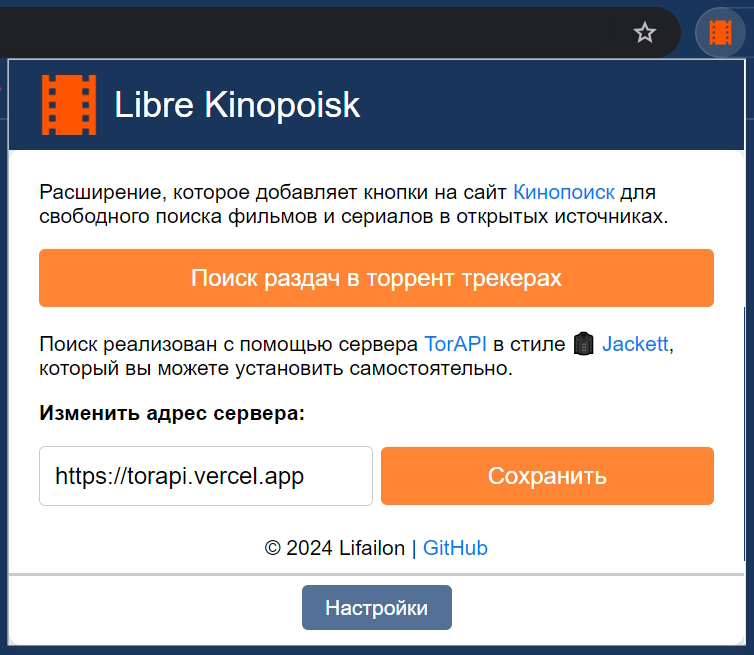 Libre Kinopoisk
Расширение, которое добавляет кнопки на сайт Кинопоиск для
свободного поиска фильмов и сериалов в открытых источниках.
Поиск раздач в торрент трекерах
Поиск реализован с помощью сервера TorAPI в стиле Jackett,
который вы можете установить самостоятельно.
Изменить адрес сервера:
https://torapi.vercel.app Сохранить
© 2024 Lifailon | GitHub
Настройки